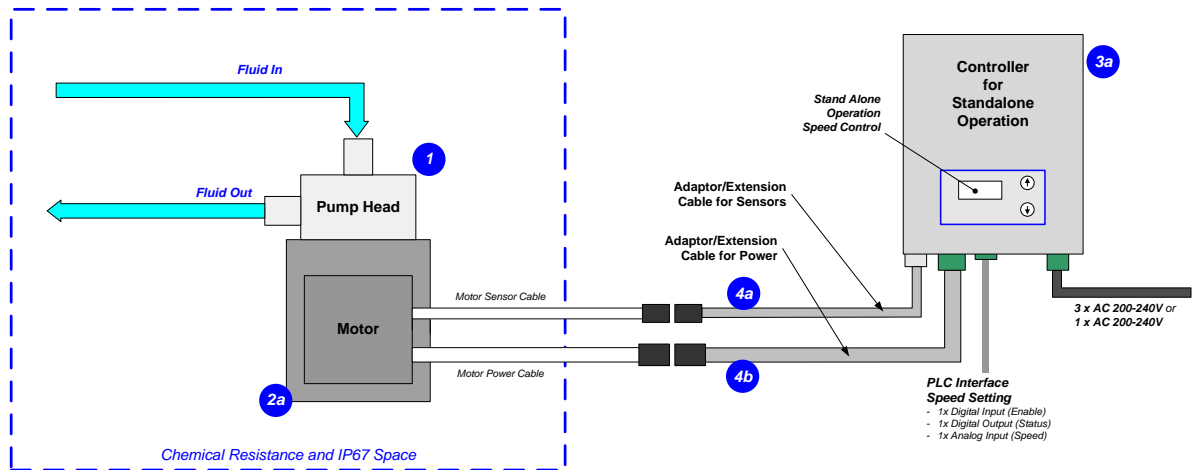 Fluid In
Fluid Out
1
Pump Head
Motor
2a
Motor Sensor Cable
Motor Power Cable
Chemical Resistance and IP67 Space
4a
4b
Adaptor/Extension
Cable for Sensors
Adaptor/Extension
Cable for Power
Stand Alone
Operation
Speed Control
Controller
for
Standalone
Operation
3a
3 x AC 200-240V or
1 x AC 200-240V
PLC Interface
Speed Setting
- 1x Digital Input (Enable)
- 1x Digital Output (Status)
- 1x Analog Input (Speed)